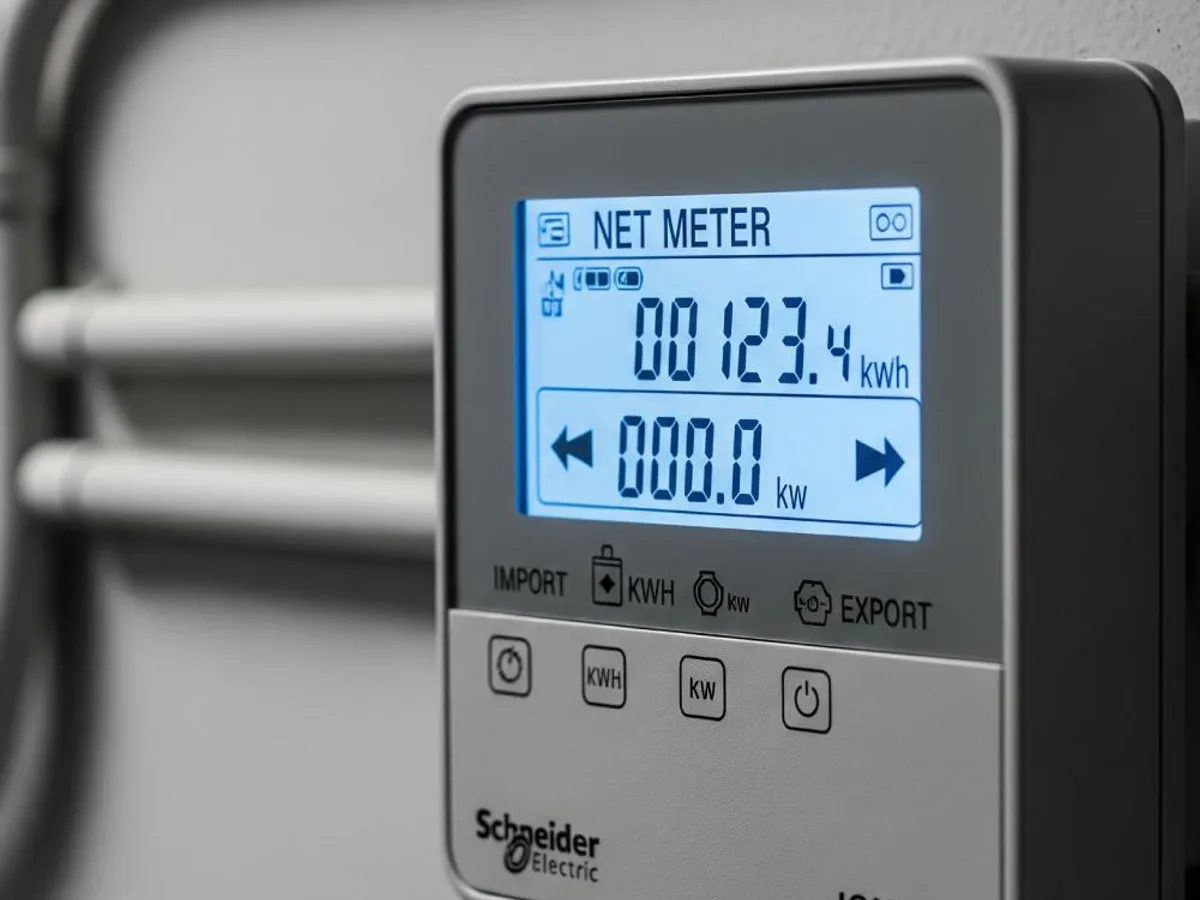 NET METER
00123.4 kWh
000.0 kW
IMPORT KWH KW EXPORT
KWH KW
Schneider
Electric